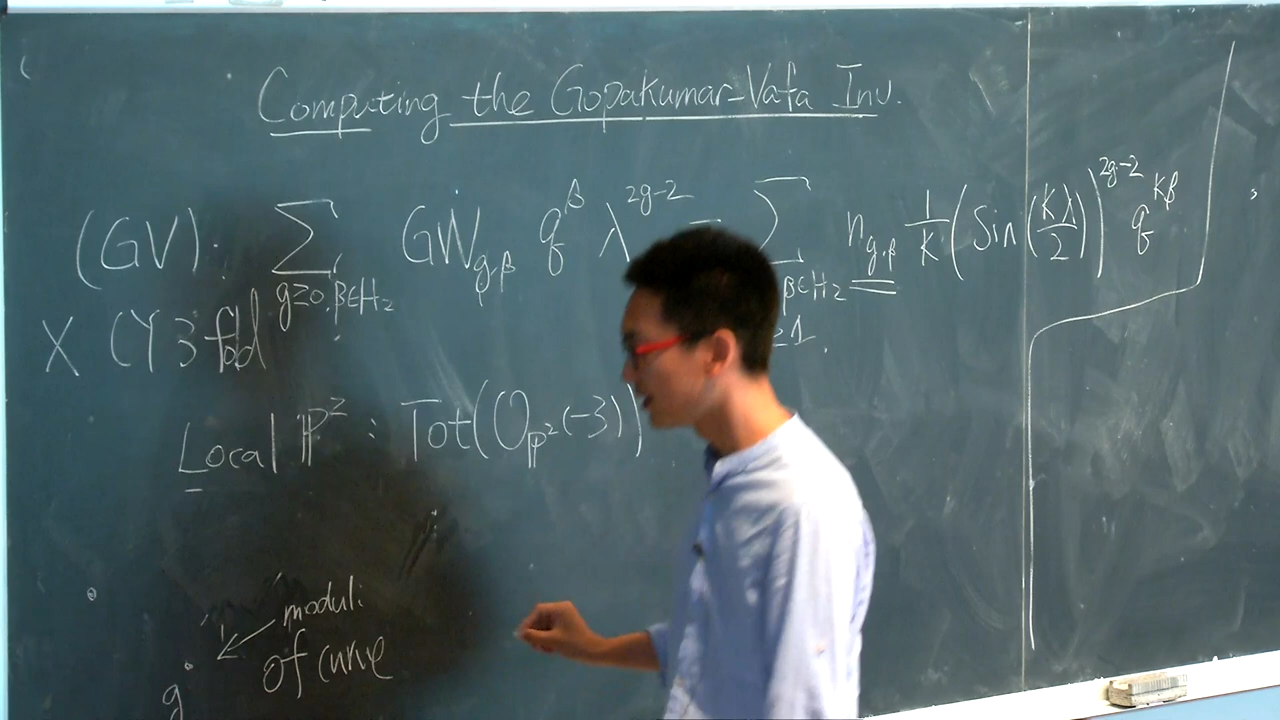 Computing the Gopakumar-Vafa Inv.
(GV): ∑ GW_{g,β} q^β λ^{2g-2} = ∑ n_{g,β} 1/k (Sin(kλ/2))^{2g-2} q^{kβ}
g≥0, β∈H₂ β∈H₂
≥1.
X CY 3 fold
Local ℙ² : Tot(O_{ℙ²}(-3))
moduli
of curve
g